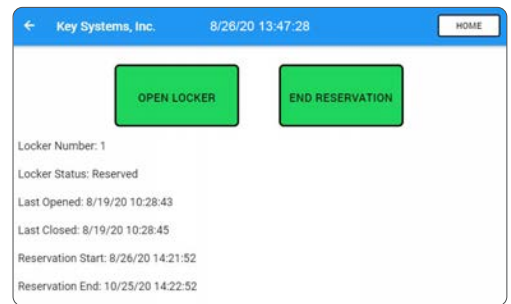 Key Systems, Inc. 8/26/20 13:47:28 HOME
OPEN LOCKER END RESERVATION
Locker Number: 1
Locker Status: Reserved
Last Opened: 8/19/20 10:28:43
Last Closed: 8/19/20 10:28:45
Reservation Start: 8/26/20 14:21:52
Reservation End: 10/25/20 14:22:52